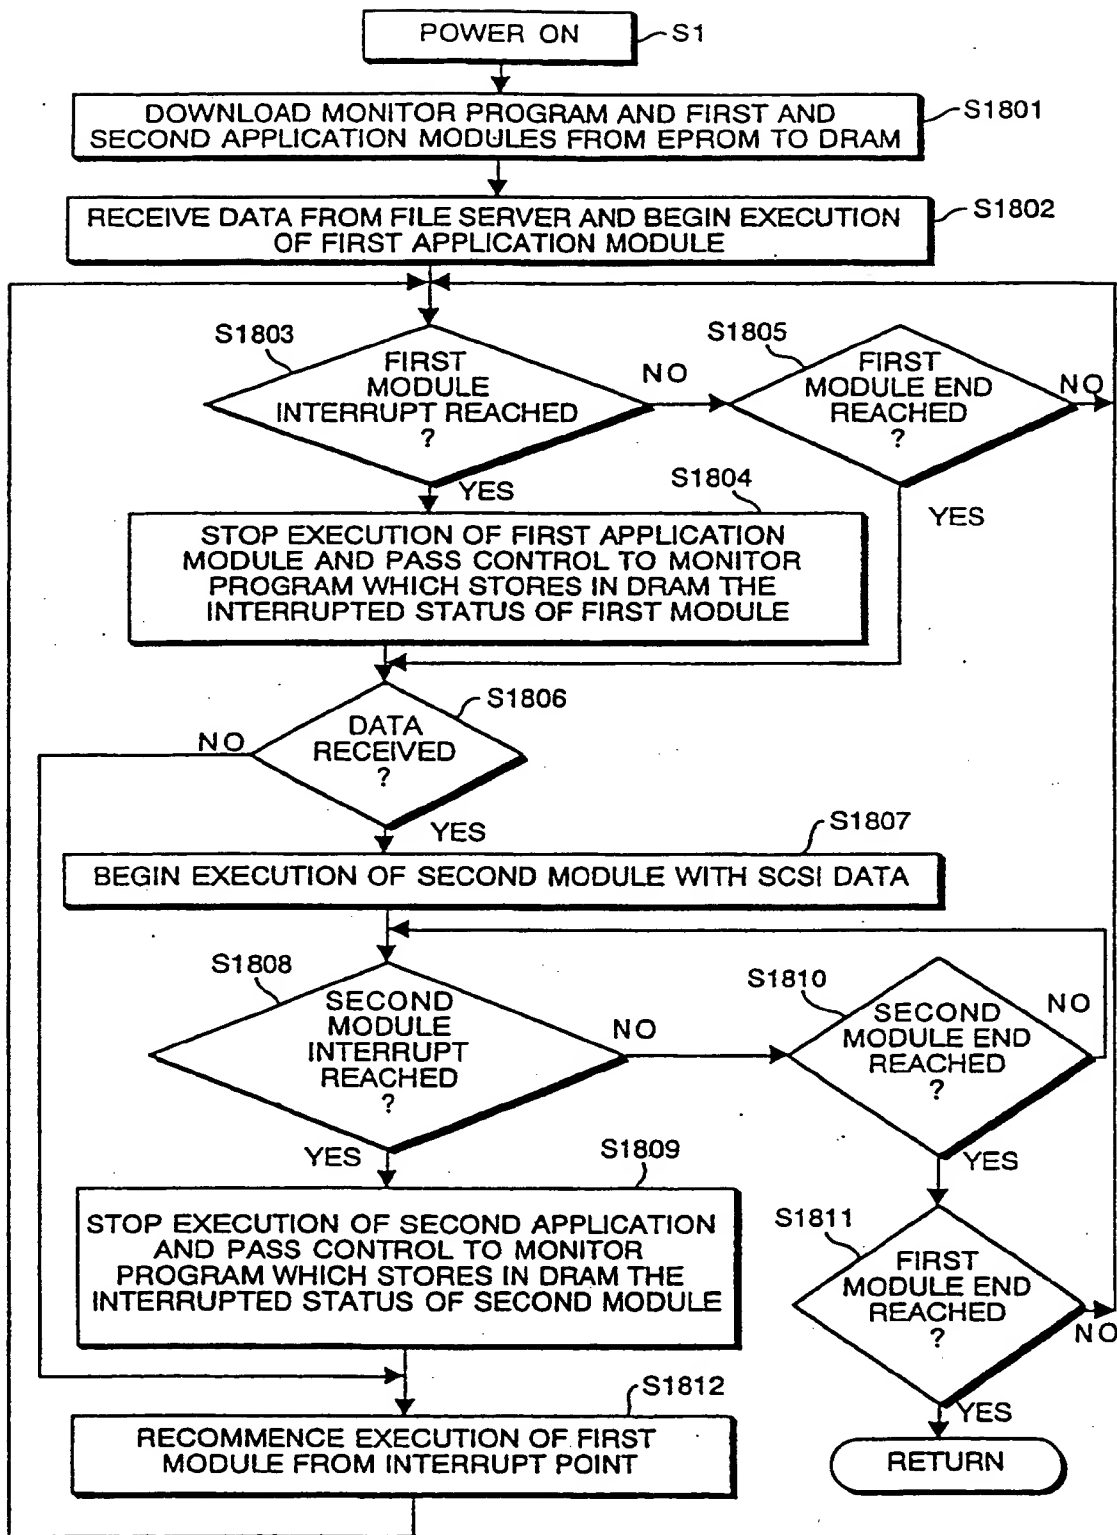 POWER ON
S1
DOWNLOAD MONITOR PROGRAM AND FIRST AND
SECOND APPLICATION MODULES FROM EPROM TO DRAM
S1801
RECEIVE DATA FROM FILE SERVER AND BEGIN EXECUTION
OF FIRST APPLICATION MODULE
S1802
S1803
FIRST
MODULE
INTERRUPT REACHED
?
NO
YES
S1805
FIRST
MODULE END
REACHED
?
NO
YES
S1804
STOP EXECUTION OF FIRST APPLICATION
MODULE AND PASS CONTROL TO MONITOR
PROGRAM WHICH STORES IN DRAM THE
INTERRUPTED STATUS OF FIRST MODULE
S1806
DATA
RECEIVED
?
NO
YES
S1807
BEGIN EXECUTION OF SECOND MODULE WITH SCSI DATA
S1808
SECOND
MODULE
INTERRUPT
REACHED
?
NO
YES
S1810
SECOND
MODULE END
REACHED
?
NO
YES
S1809
STOP EXECUTION OF SECOND APPLICATION
AND PASS CONTROL TO MONITOR
PROGRAM WHICH STORES IN DRAM THE
INTERRUPTED STATUS OF SECOND MODULE
S1811
FIRST
MODULE END
REACHED
?
NO
YES
S1812
RECOMMENCE EXECUTION OF FIRST
MODULE FROM INTERRUPT POINT
RETURN